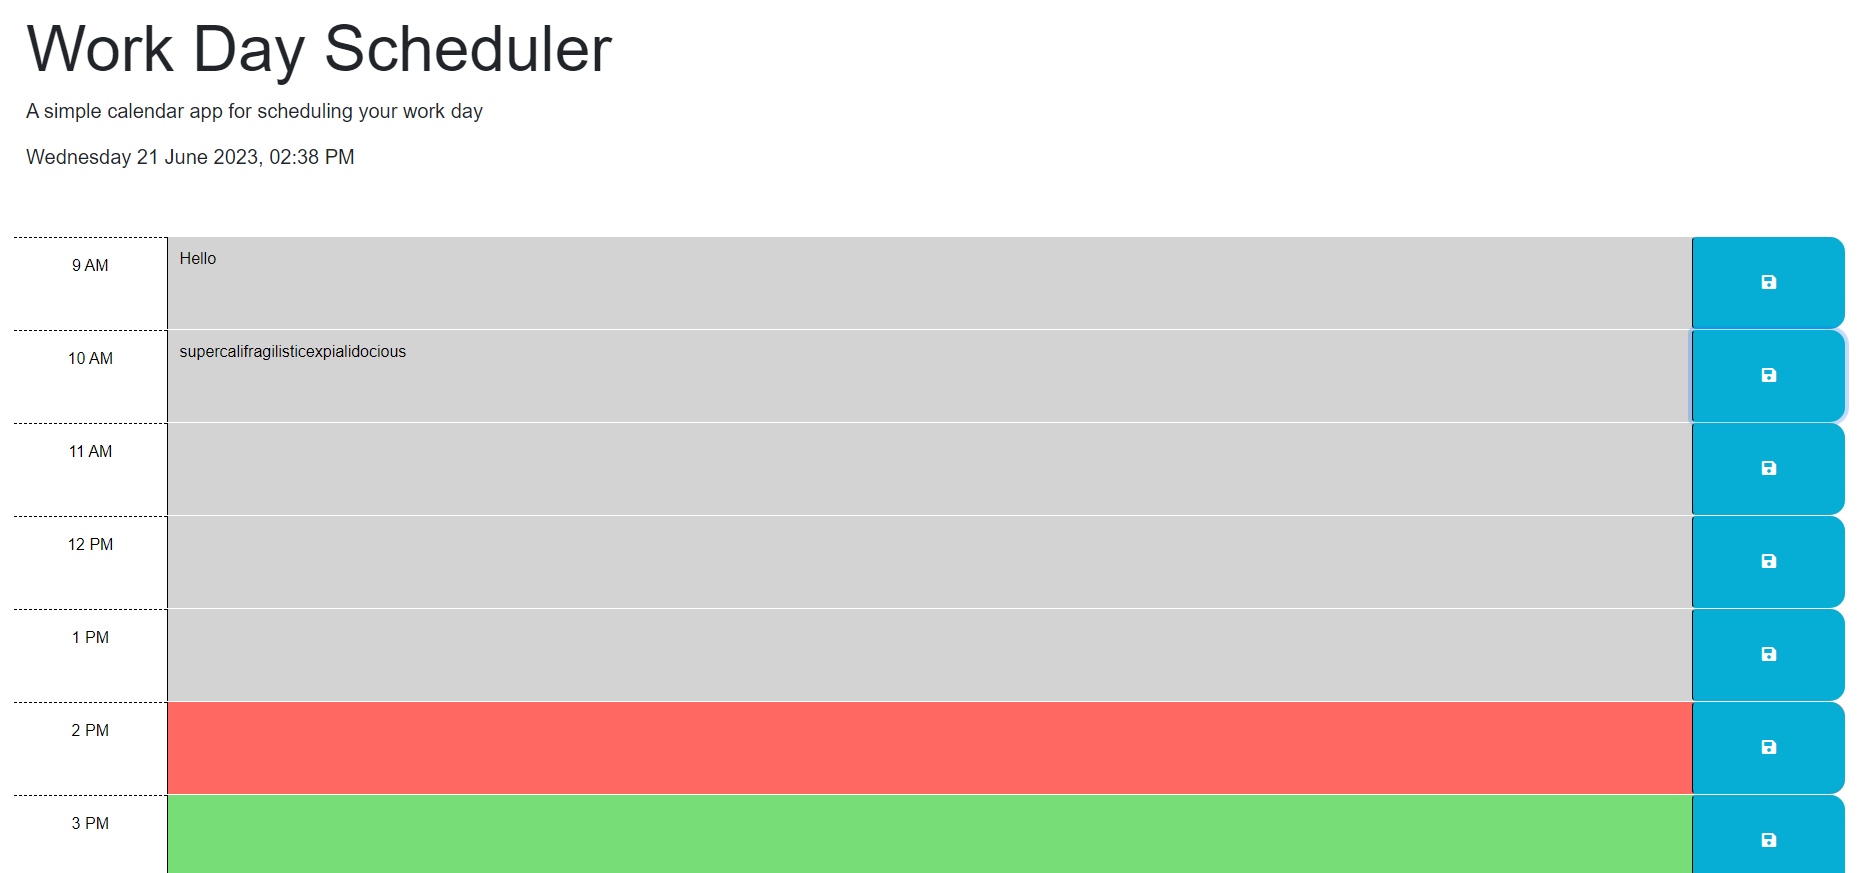 Work Day Scheduler
A simple calendar app for scheduling your work day
Wednesday 21 June 2023, 02:38 PM
9 AM
Hello
10 AM
supercalifragilisticexpialidocious
11 AM
12 PM
1 PM
2 PM
3 PM